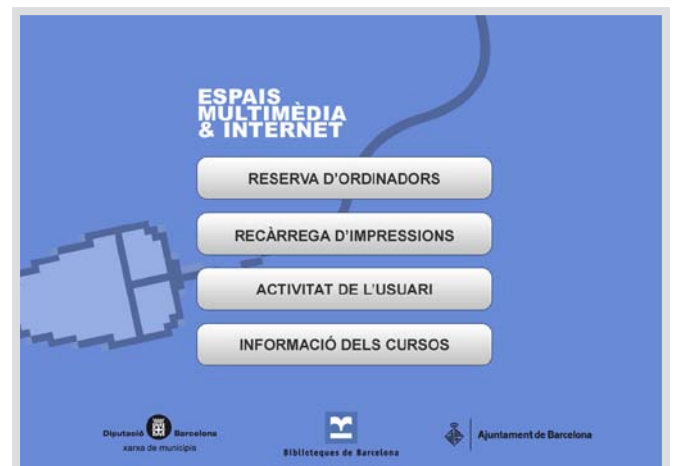 ESPAIS
MULTIMÈDIA
& INTERNET
RESERVA D'ORDINADORS
RECÀRREGA D'IMPRESSIONS
ACTIVITAT DE L'USUARI
INFORMACIÓ DELS CURSOS
Diputació Barcelona
xarxa de municipis
Biblioteques de Barcelona
Ajuntament de Barcelona